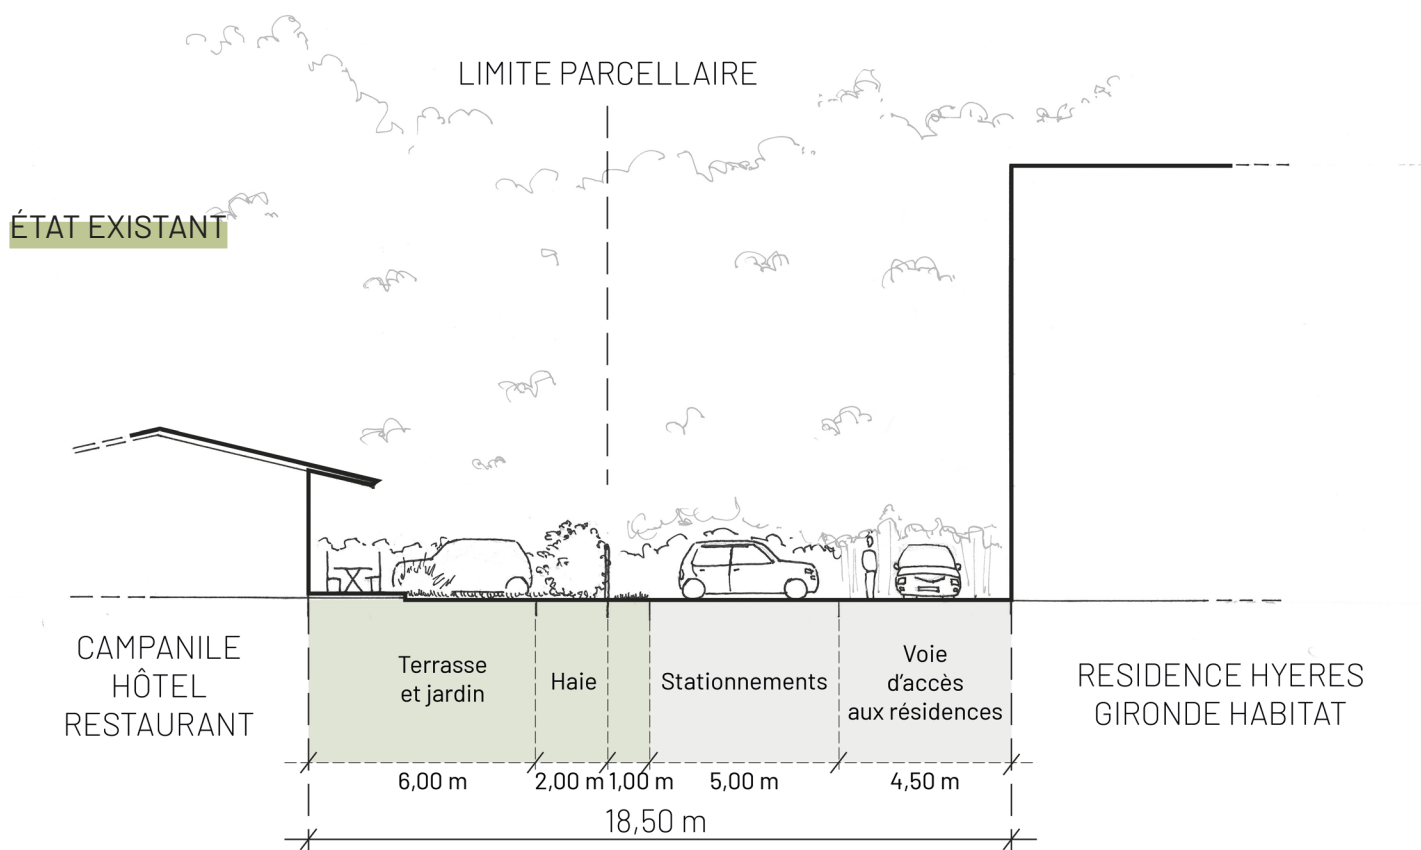 LIMITE PARCELLAIRE
ÉTAT EXISTANT
CAMPANILE
HÔTEL
RESTAURANT
Terrasse
et jardin
Haie
Stationnements
Voie
d'accès
aux résidences
RESIDENCE HYERES
GIRONDE HABITAT
6,00 m
2,00 m
1,00 m
5,00 m
4,50 m
18,50 m